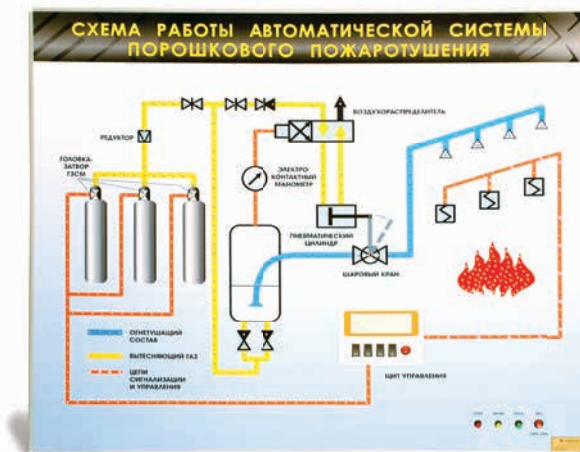 СХЕМА РАБОТЫ АВТОМАТИЧЕСКОЙ СИСТЕМЫ
ПОРОШКОВОГО ПОЖАРОТУШЕНИЯ
ВОЗДУХОРАСПРЕДЕЛИТЕЛЬ
РЕДУКТОР
ГОЛОВКА-
ЗАТВОР
ГЗСМ
ЭЛЕКТРО-
КОНТАКТНЫЙ
МАНОМЕТР
ПНЕВМАТИЧЕСКИЙ
ЦИЛИНДР
ШАРОВЫЙ КРАН
ОГНЕТУШАЩИЙ
СОСТАВ
ВЫТЕСНЯЮЩИЙ ГАЗ
ЦЕПИ
СИГНАЛИЗАЦИИ
И УПРАВЛЕНИЯ
ЩИТ УПРАВЛЕНИЯ